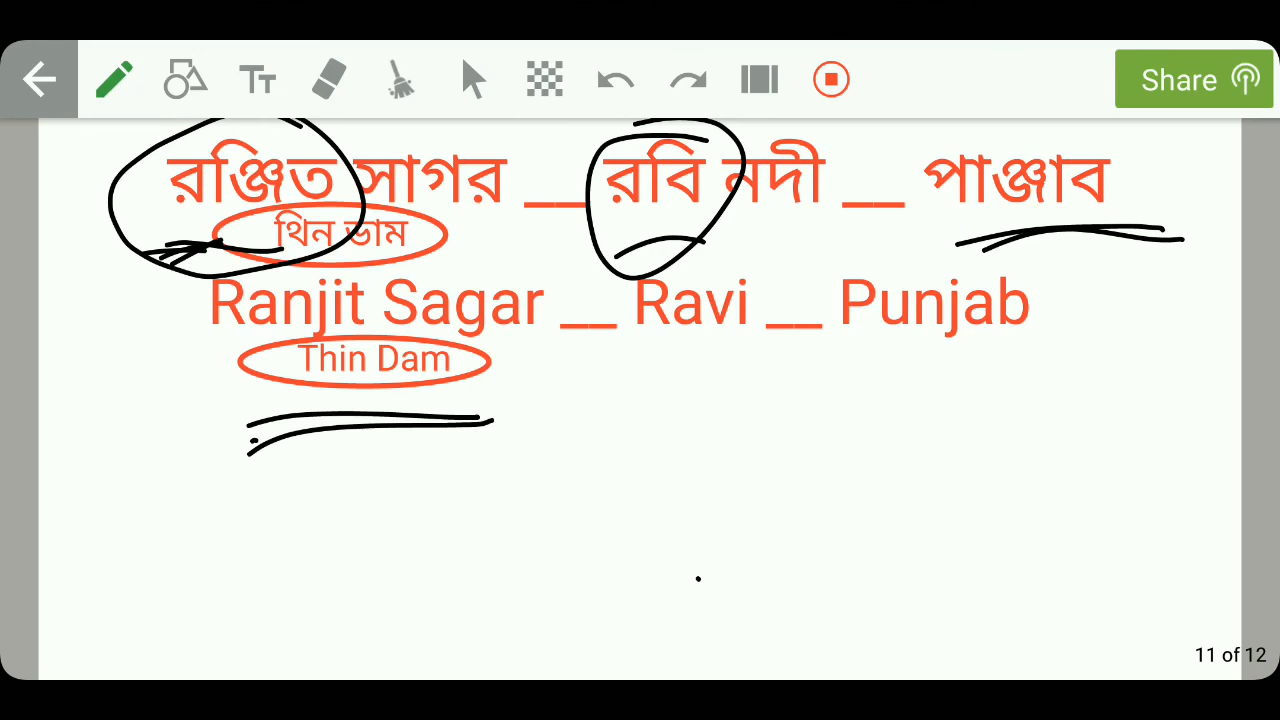 Share
রঞ্জিত সাগর __ রবি নদী __ পাঞ্জাব
থিন ভাম
Ranjit Sagar __ Ravi __ Punjab
Thin Dam
11 of 12